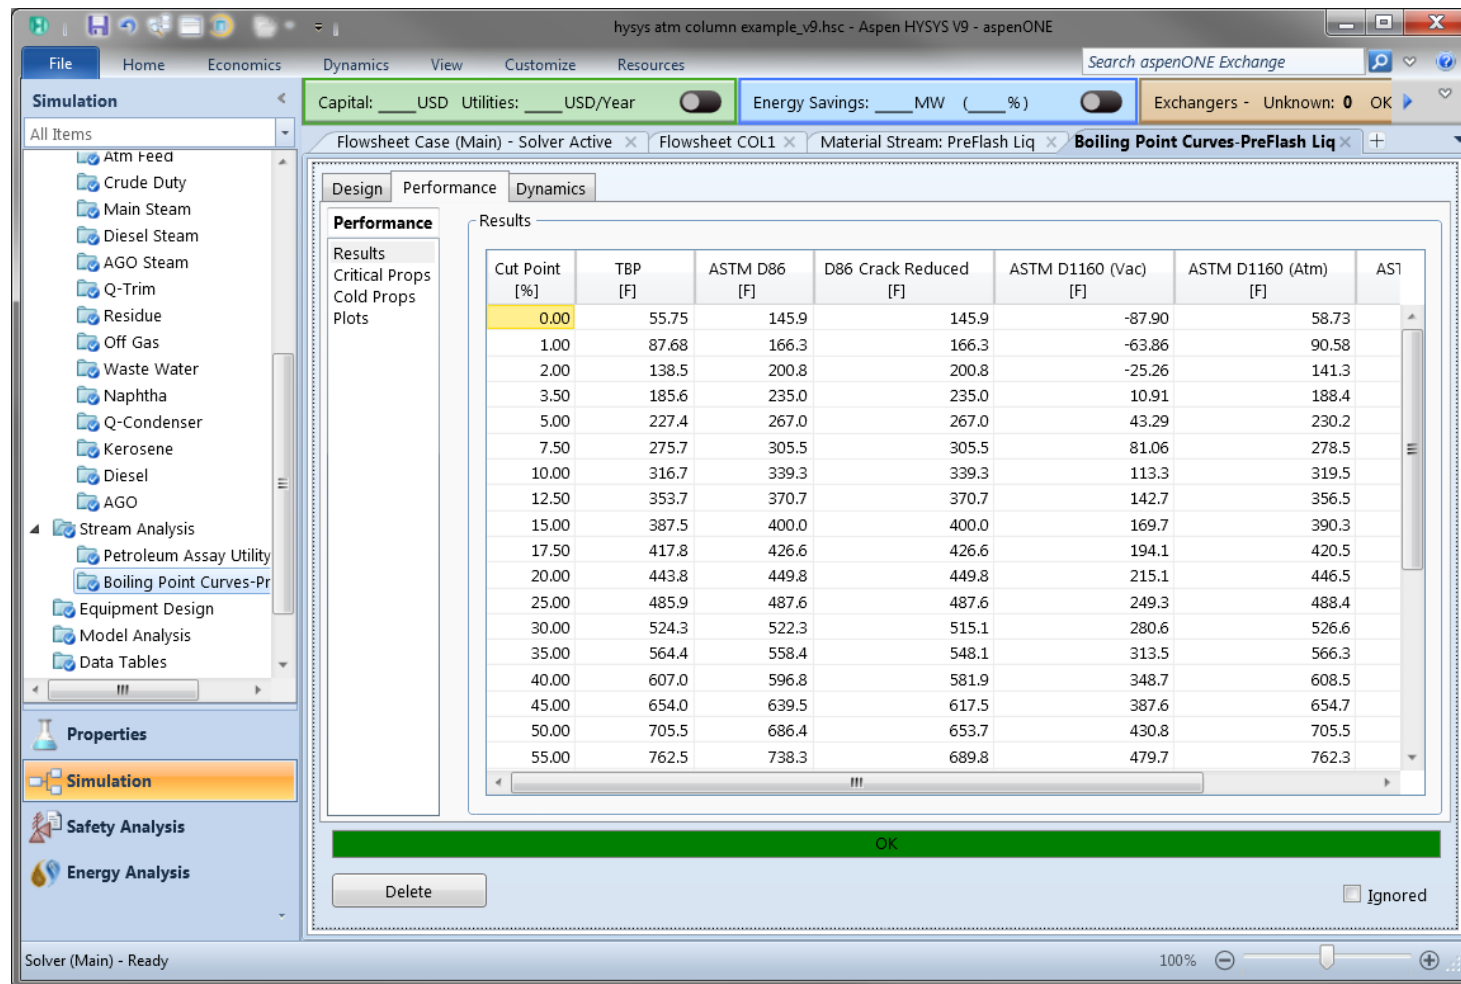 hysys atm column example_v9.hsc - Aspen HYSYS V9 - aspenONE
File Home Economics Dynamics View Customize Resources Search aspenONE Exchange
Simulation
Capital: ____USD Utilities: ____USD/Year Energy Savings: ____MW (____%) Exchangers - Unknown: 0 OK
All Items
Flowsheet Case (Main) - Solver Active Flowsheet COL1 Material Stream: PreFlash Liq Boiling Point Curves-PreFlash Liq
Atm Feed
Crude Duty
Main Steam
Diesel Steam
AGO Steam
Q-Trim
Residue
Off Gas
Waste Water
Naphtha
Q-Condenser
Kerosene
Diesel
AGO
Stream Analysis
Petroleum Assay Utility
Boiling Point Curves-Pr
Equipment Design
Model Analysis
Data Tables
Properties
Simulation
Safety Analysis
Energy Analysis
Design Performance Dynamics
Performance
Results
Critical Props
Cold Props
Plots
Results
Cut Point TBP ASTM D86 D86 Crack Reduced ASTM D1160 (Vac) ASTM D1160 (Atm) AST
[%] [F] [F] [F] [F] [F]
0.00 55.75 145.9 145.9 -87.90 58.73
1.00 87.68 166.3 166.3 -63.86 90.58
2.00 138.5 200.8 200.8 -25.26 141.3
3.50 185.6 235.0 235.0 10.91 188.4
5.00 227.4 267.0 267.0 43.29 230.2
7.50 275.7 305.5 305.5 81.06 278.5
10.00 316.7 339.3 339.3 113.3 319.5
12.50 353.7 370.7 370.7 142.7 356.5
15.00 387.5 400.0 400.0 169.7 390.3
17.50 417.8 426.6 426.6 194.1 420.5
20.00 443.8 449.8 449.8 215.1 446.5
25.00 485.9 487.6 487.6 249.3 488.4
30.00 524.3 522.3 515.1 280.6 526.6
35.00 564.4 558.4 548.1 313.5 566.3
40.00 607.0 596.8 581.9 348.7 608.5
45.00 654.0 639.5 617.5 387.6 654.7
50.00 705.5 686.4 653.7 430.8 705.5
55.00 762.5 738.3 689.8 479.7 762.3
OK
Delete Ignored
Solver (Main) - Ready 100%